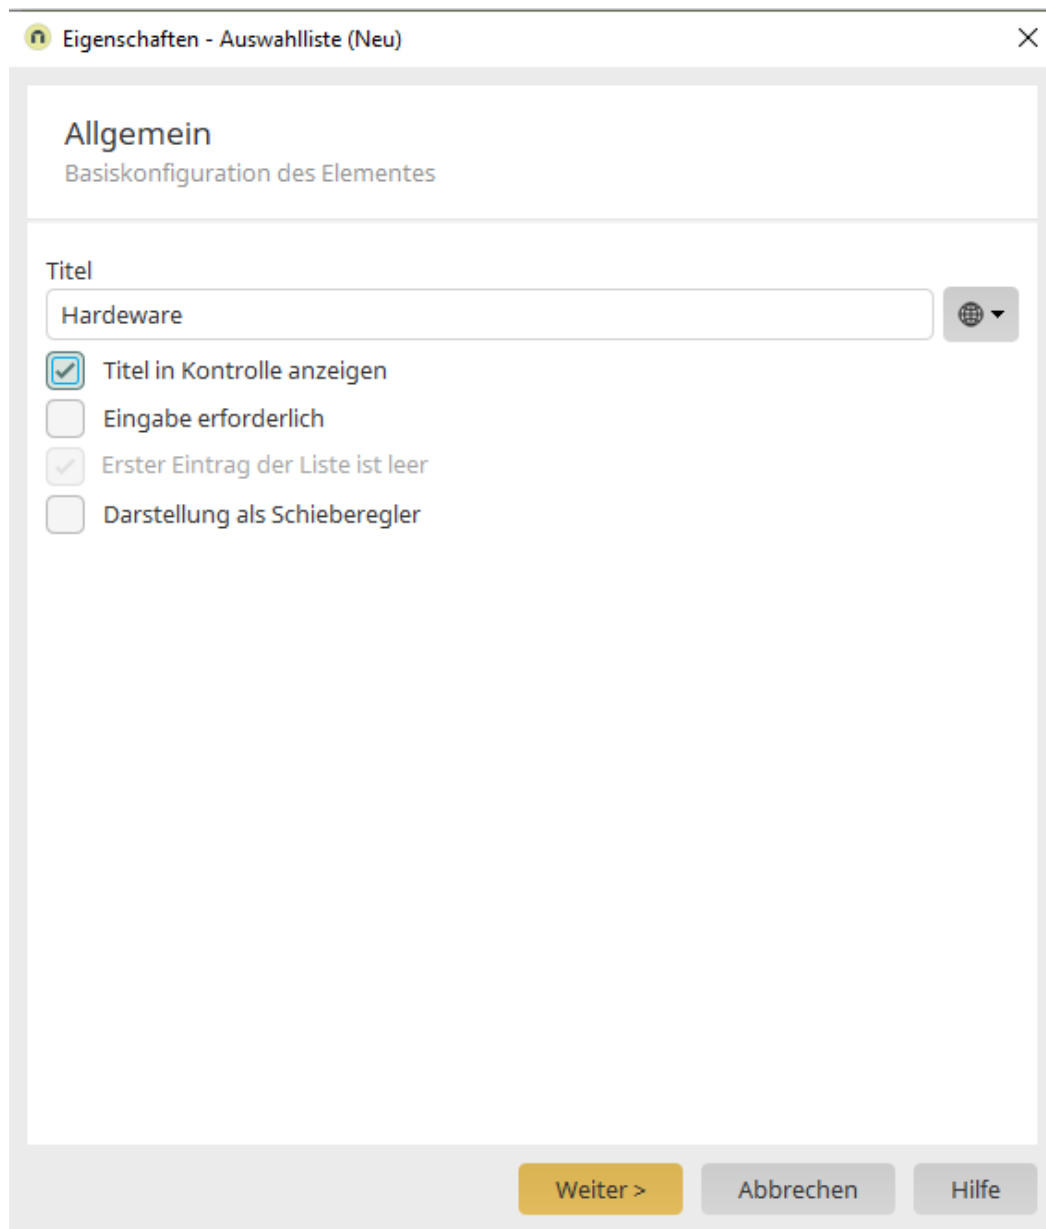 Eigenschaften - Auswahlliste (Neu)
Allgemein
Basiskonfiguration des Elementes
Titel
Hardeware
Titel in Kontrolle anzeigen
Eingabe erforderlich
Erster Eintrag der Liste ist leer
Darstellung als Schieberegler
Weiter > Abbrechen Hilfe